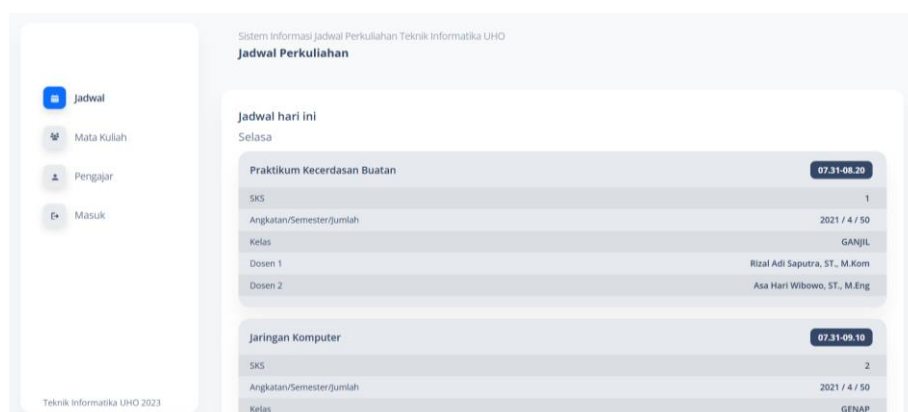 Sistem Informasi Jadwal Perkuliahan Teknik Informatika UHO
Jadwal Perkuliahan
Jadwal
Mata Kuliah
Pengajar
Masuk
Teknik Informatika UHO 2023
Jadwal hari ini
Selasa
Praktikum Kecerdasan Buatan 07.31-08.20
SKS 1
Angkatan/Semester/Jumlah 2021 / 4 / 50
Kelas GANJIL
Dosen 1 Rizal Adi Saputra, ST., M.Kom
Dosen 2 Asa Hari Wibowo, ST., M.Eng
Jaringan Komputer 07.31-09.10
SKS 2
Angkatan/Semester/Jumlah 2021 / 4 / 50
Kelas GENAP